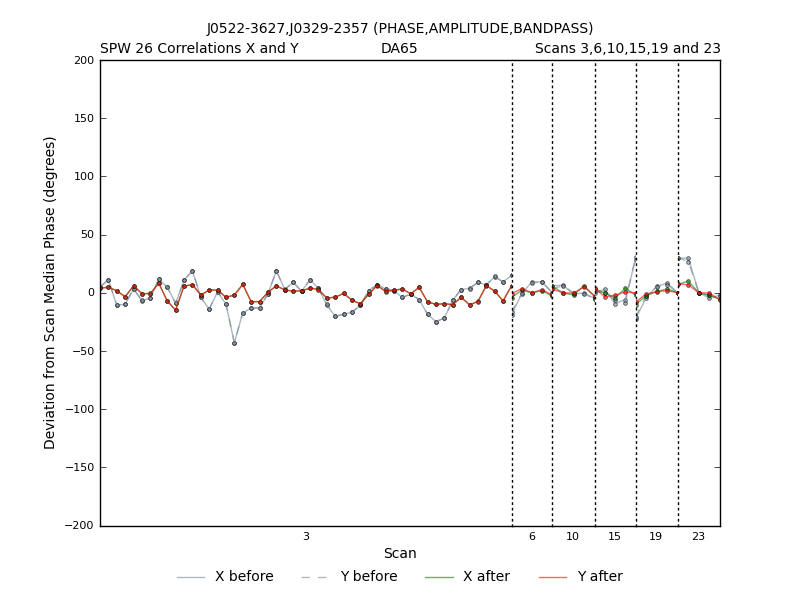 J0522-3627,J0329-2357 (PHASE,AMPLITUDE,BANDPASS)
SPW 26 Correlations X and Y DA65 Scans 3,6,10,15,19 and 23
200
150
100
50
0
−50
−100
−150
−200
Deviation from Scan Median Phase (degrees)
3 6 10 15 19 23
Scan
X before Y before X after Y after